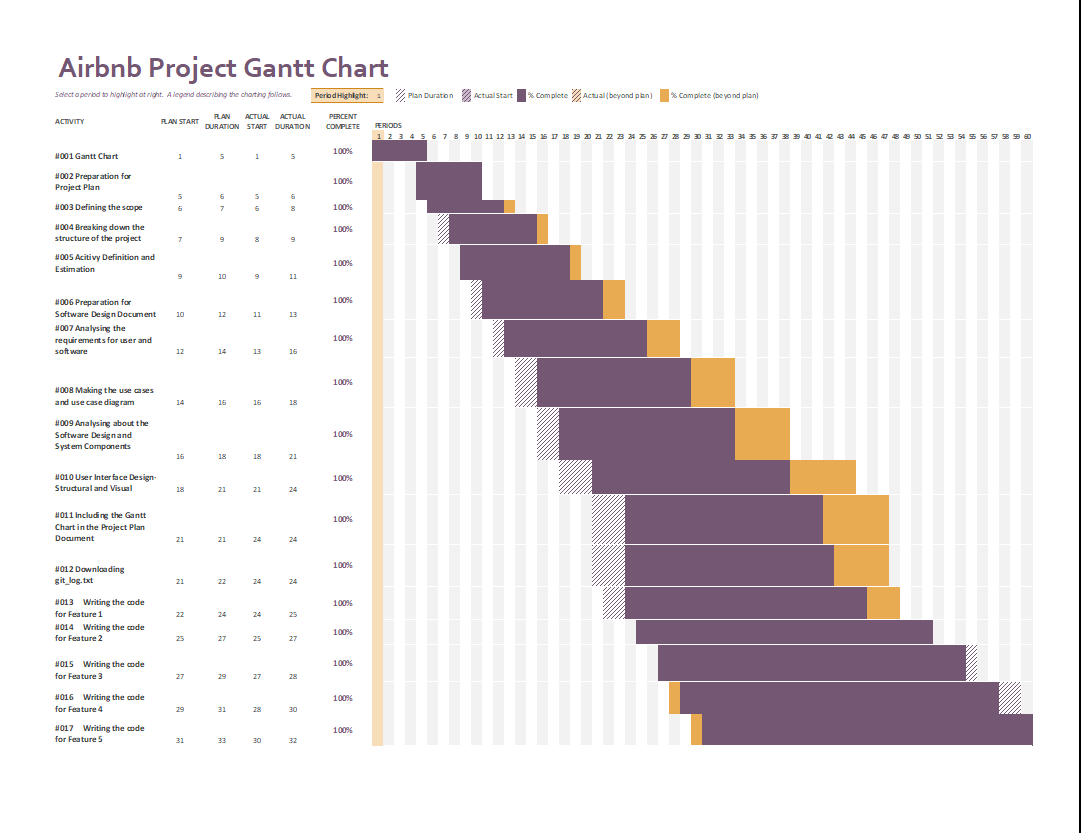 Airbnb Project Gantt Chart
Select a period to highlight at right. A legend describing the charting follows.
Period Highlight: 1
Plan Duration
Actual Start
% Complete
Actual (beyond plan)
% Complete (beyond plan)
ACTIVITY PLAN START PLAN DURATION ACTUAL START ACTUAL DURATION PERCENT COMPLETE PERIODS
1 2 3 4 5 6 7 8 9 10 11 12 13 14 15 16 17 18 19 20 21 22 23 24 25 26 27 28 29 30 31 32 33 34 35 36 37 38 39 40 41 42 43 44 45 46 47 48 49 50 51 52 53 54 55 56 57 58 59 60
#001 Gantt Chart 1 5 1 5 100%
#002 Preparation for
Project Plan 5 6 5 6 100%
#003 Defining the scope 6 7 6 8 100%
#004 Breaking down the
structure of the project 7 9 8 9 100%
#005 Acitivy Definition and
Estimation 9 10 9 11 100%
#006 Preparation for
Software Design Document 10 12 11 13 100%
#007 Analysing the
requirements for user and
software 12 14 13 16 100%
#008 Making the use cases
and use case diagram 14 16 16 18 100%
#009 Analysing about the
Software Design and
System Components 16 18 18 21 100%
#010 User Interface Design-
Structural and Visual 18 21 21 24 100%
#011 Including the Gantt
Chart in the Project Plan
Document 21 21 24 24 100%
#012 Downloading
git_log.txt 21 22 24 24 100%
#013 Writing the code
for Feature 1 22 24 24 25 100%
#014 Writing the code
for Feature 2 25 27 25 27 100%
#015 Writing the code
for Feature 3 27 29 27 28 100%
#016 Writing the code
for Feature 4 29 31 28 30 100%
#017 Writing the code
for Feature 5 31 33 30 32 100%